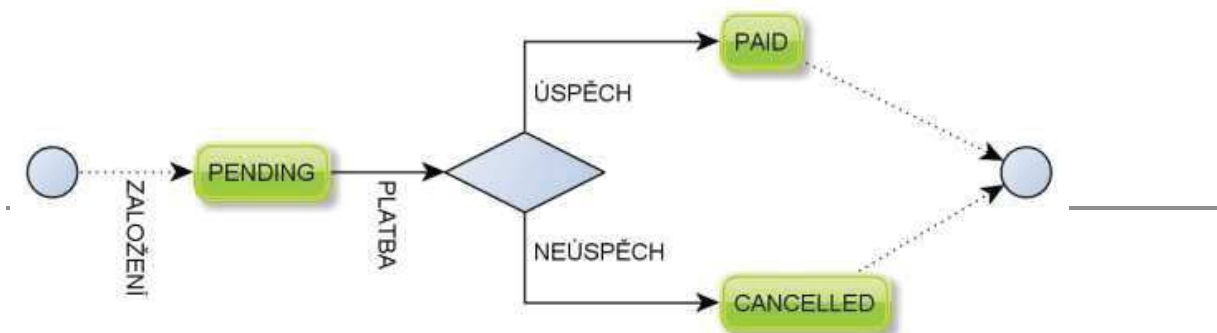 PAID
ÚSPĚCH
PENDING
ZALOŽENÍ
PLATBA
NEÚSPĚCH
CANCELLED